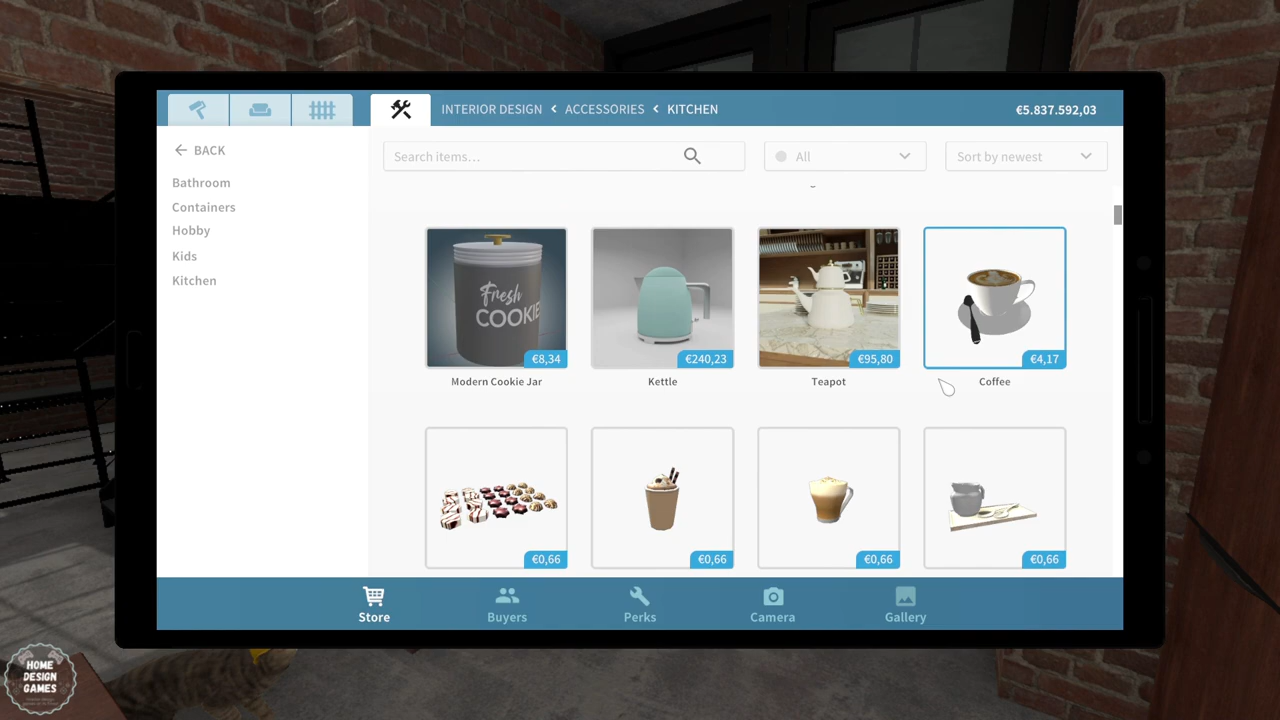 INTERIOR DESIGN < ACCESSORIES < KITCHEN
€5.837.592,03
BACK
Search items...
All
Sort by newest
Bathroom
Containers
Hobby
Kids
Kitchen
Fresh
COOKIE
€8,34
€240,23
€95,80
€4,17
Modern Cookie Jar
Kettle
Teapot
Coffee
€0,66
€0,66
€0,66
€0,66
Store
Buyers
Perks
Camera
Gallery
HOME
DESIGN
GAMES